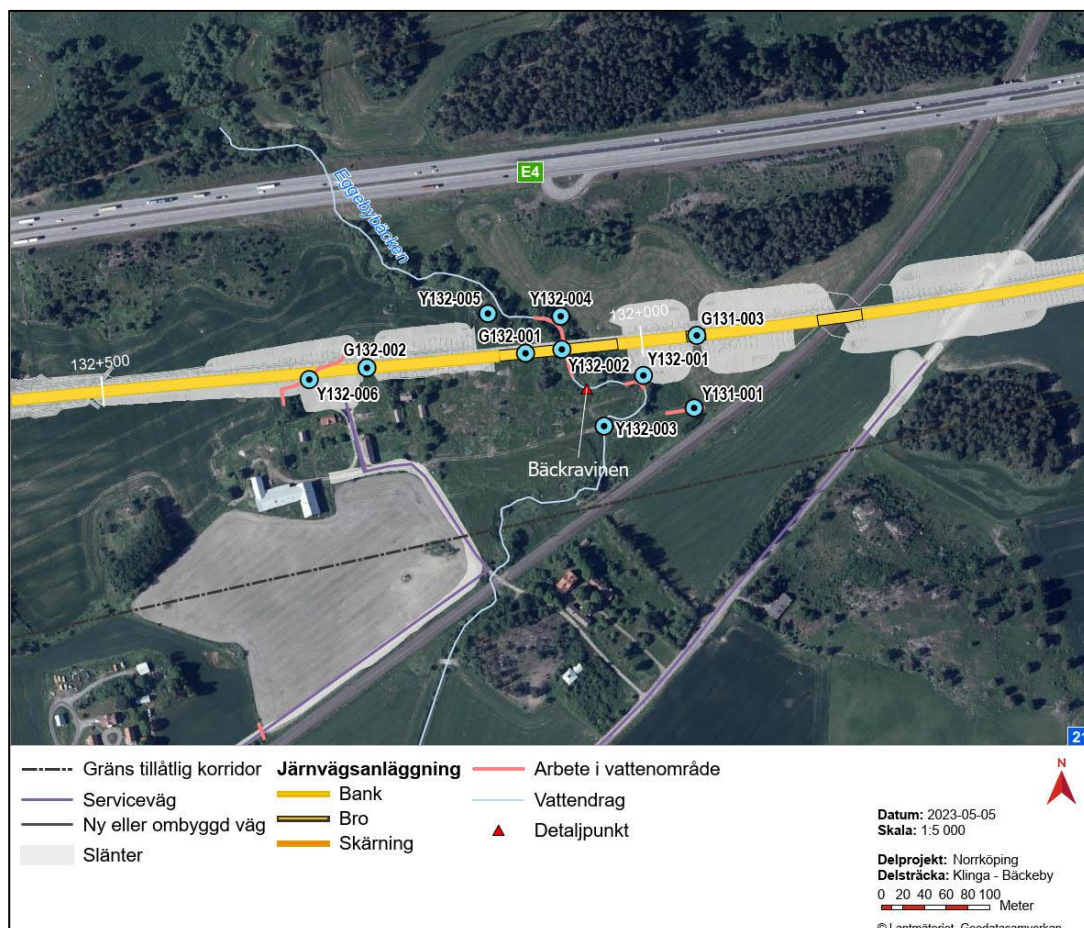 E4
Eggebybäcken
Y132-005
Y132-004
132+000
G131-003
G132-001
132+500
G132-002
Y132-002
Y132-001
Y132-006
Y131-001
Y132-003
Bäckravinen
21
Gräns tillåtlig korridor
Serviceväg
Ny eller ombyggd väg
Slänter
Järnvägsanläggning
Bank
Bro
Skärning
Arbete i vattenområde
Vattendrag
Detaljpunkt
N
Datum: 2023-05-05
Skala: 1:5 000
Delprojekt: Norrköping
Delsträcka: Klinga - Bäckeby
0 20 40 60 80 100
Meter
© Lantmäteriet, Geodatasamverkan